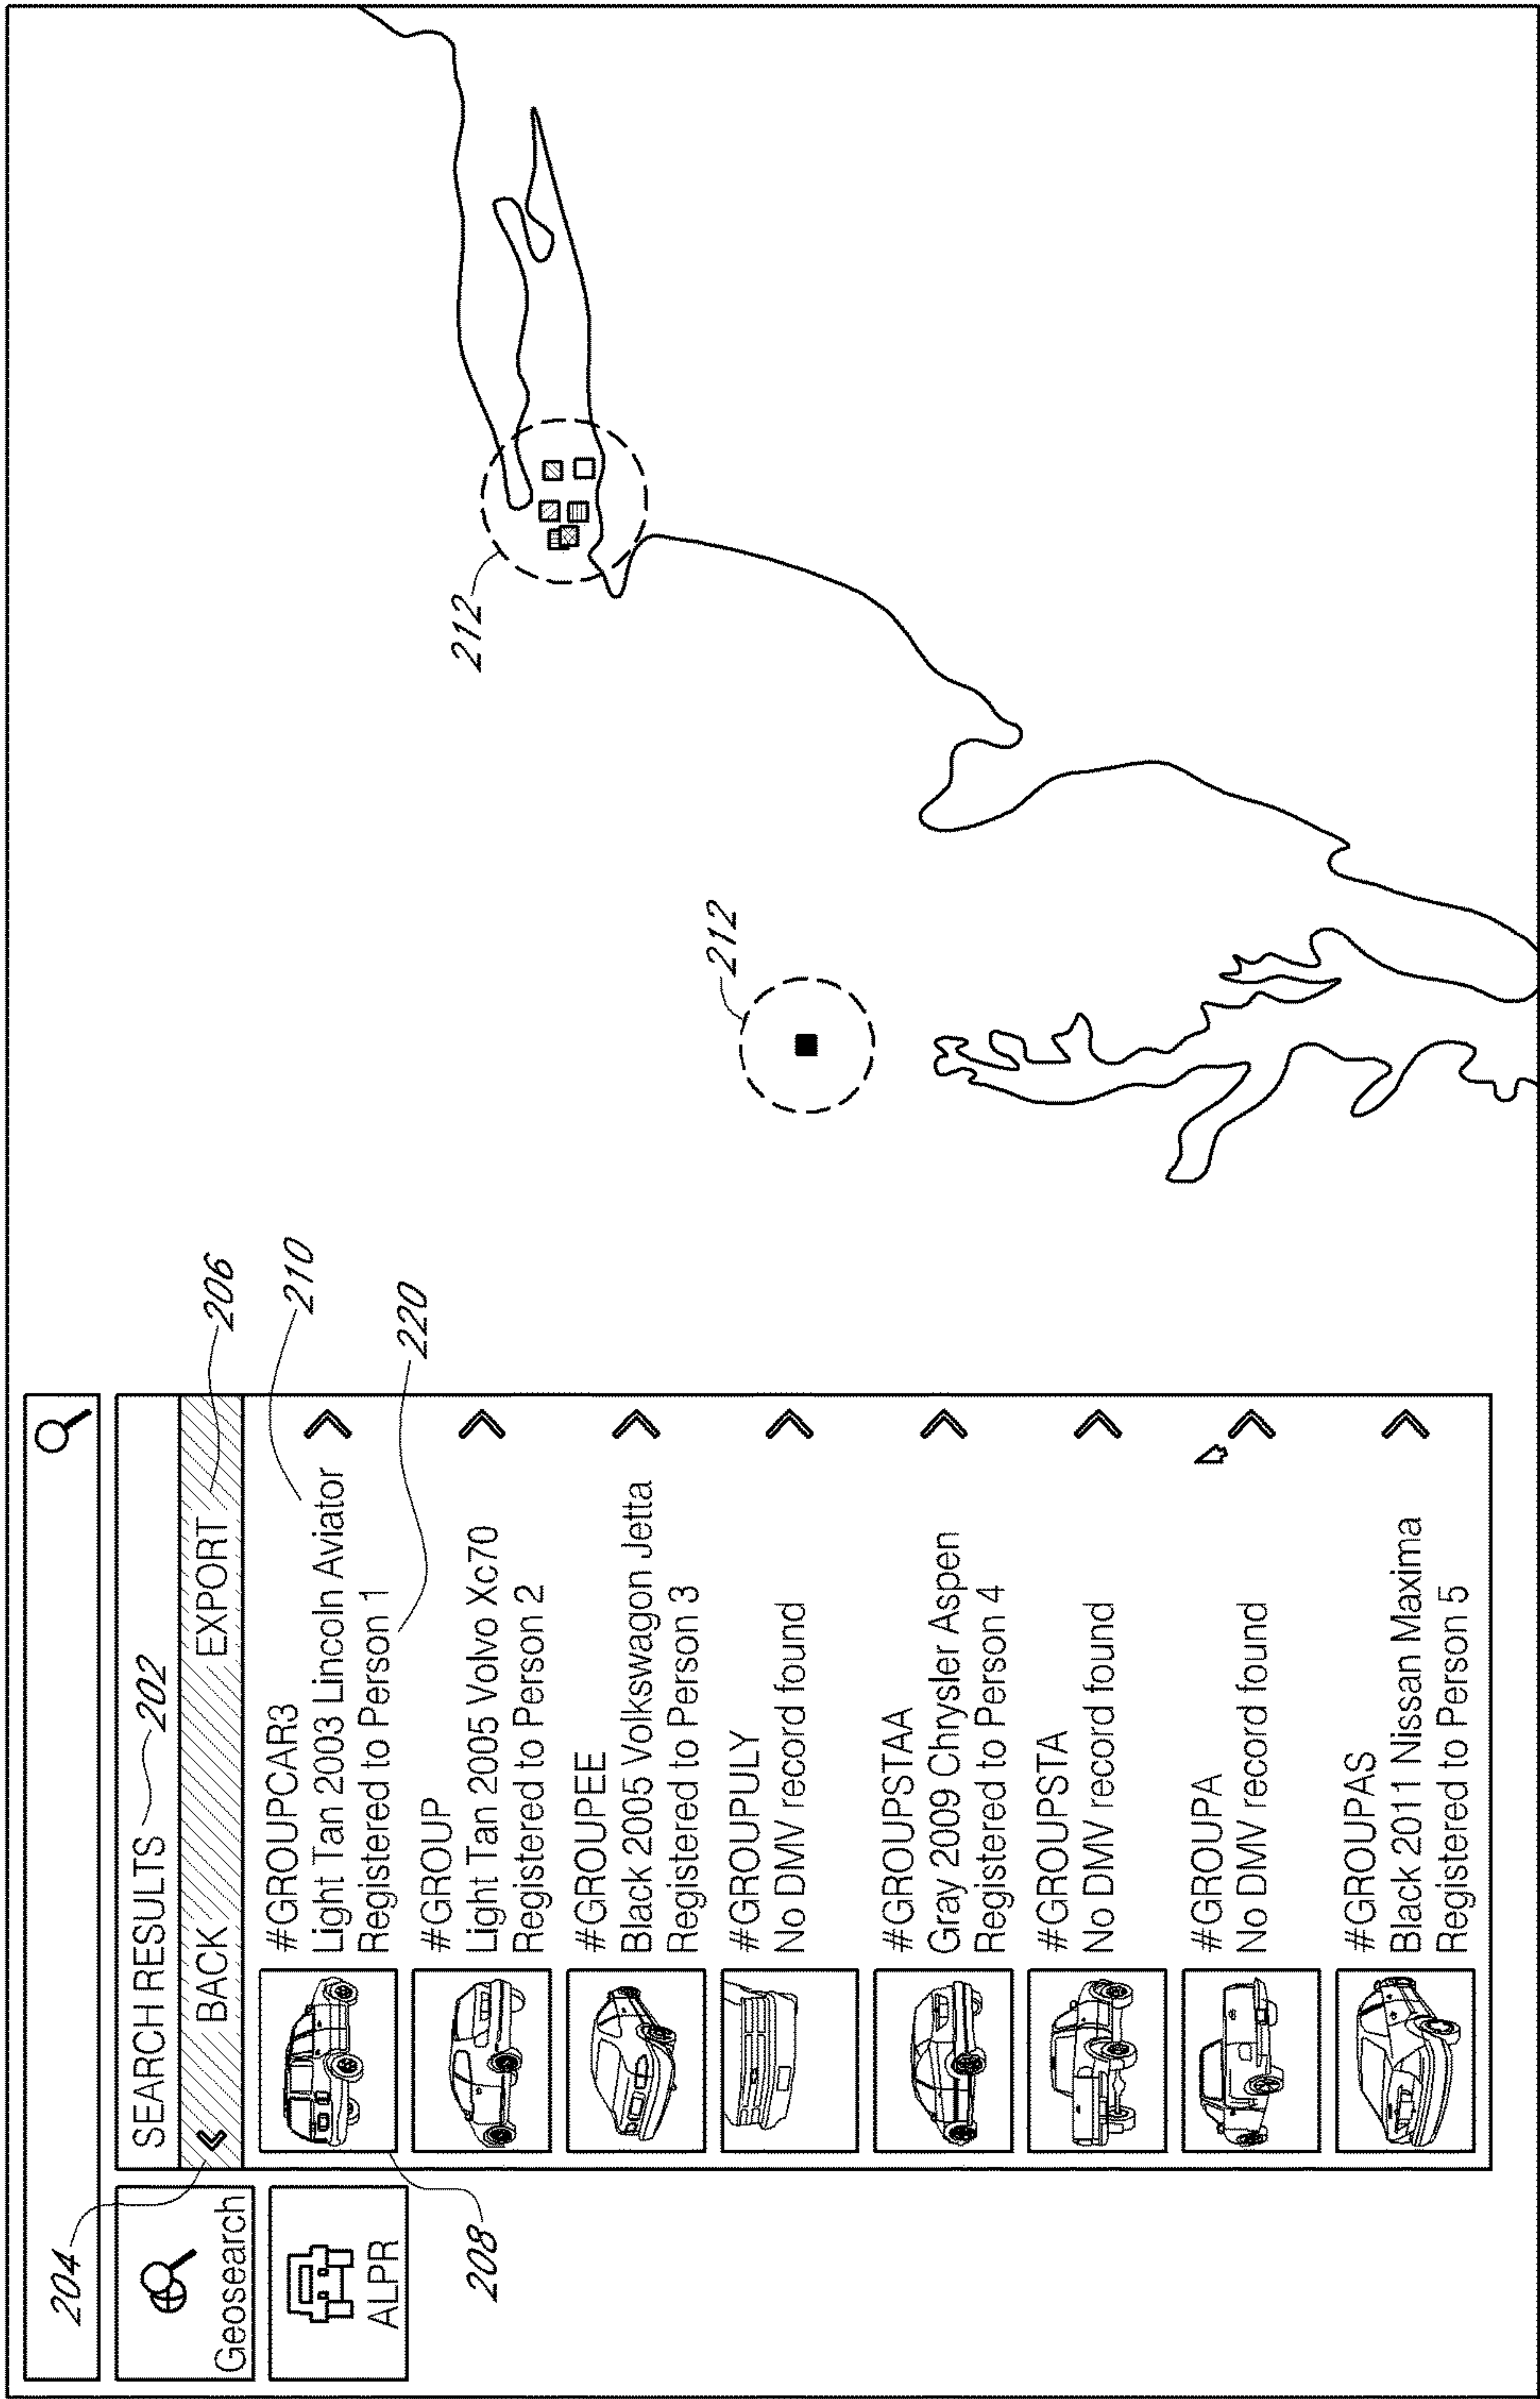 204
Geosearch
ALPR
SEARCH RESULTS 202
BACK EXPORT
206
208
#GROUPCAR3
Light Tan 2003 Lincoln Aviator
Registered to Person 1
210
220
#GROUP
Light Tan 2005 Volvo Xc70
Registered to Person 2
#GROUPEE
Black 2005 Volkswagon Jetta
Registered to Person 3
#GROUPULY
No DMV record found
#GROUPSTAA
Gray 2009 Chrysler Aspen
Registered to Person 4
#GROUPSTA
No DMV record found
#GROUPA
No DMV record found
#GROUPAS
Black 2011 Nissan Maxima
Registered to Person 5
212
212